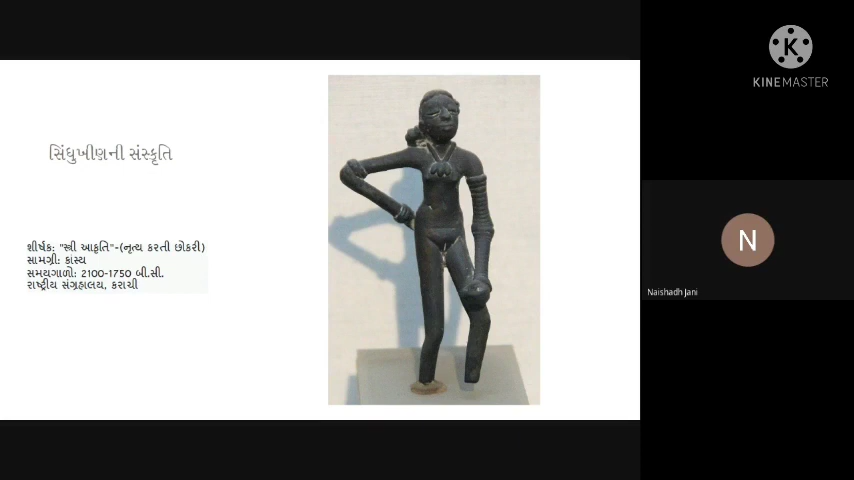 સિંધુખીણની સંસ્કૃતિ
શીર્ષક: "સ્ત્રી આકૃતિ"-(નૃત્ય કરતી છોકરી)
સામગ્રી: કાંસ્ય
સમયગાળો: 2100-1750 બી.સી.
રાષ્ટ્રીય સંગ્રહાલય, કરાચી
K
KINEMASTER
N
Naishadh Jani